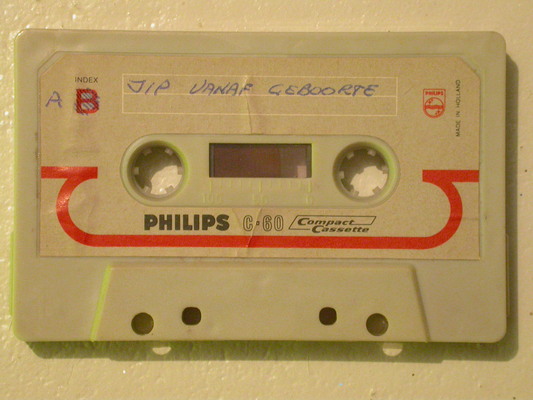 INDEX
A B
JIP VANAF GEBOORTE
PHILIPS
MADE IN HOLLAND
PHILIPS C-60 Compact Cassette